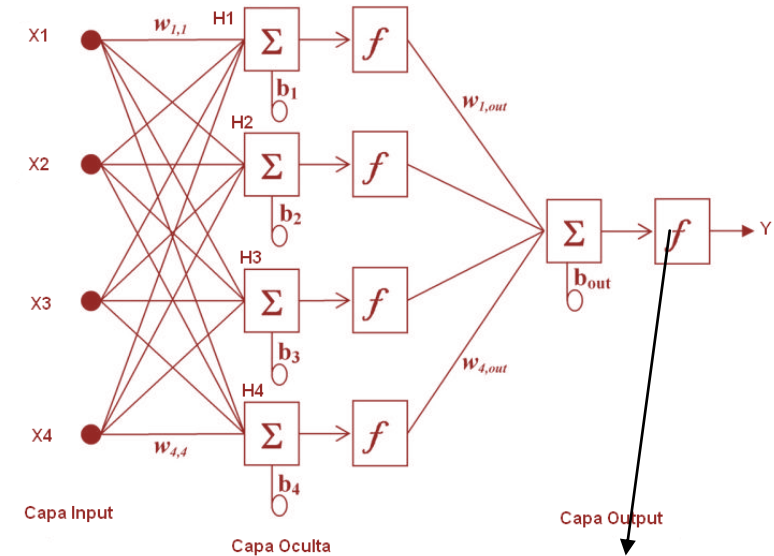 X1
w1,1
H1
Σ
f
b1
w1,out
X2
H2
Σ
f
b2
Σ
f
Y
bout
X3
H3
Σ
f
b3
w4,out
X4
w4,4
H4
Σ
f
b4
Capa Input
Capa Oculta
Capa Output